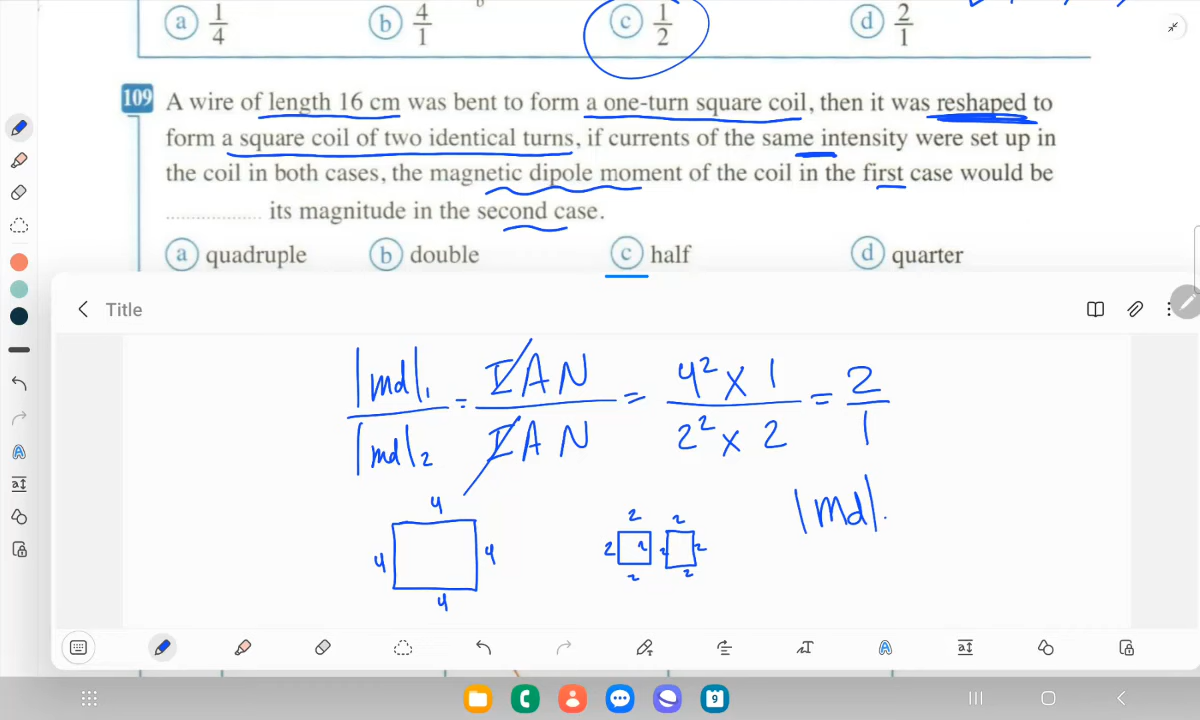 a 1/4 b 4/1 c 1/2 d 2/1
109 A wire of length 16 cm was bent to form a one-turn square coil, then it was reshaped to
form a square coil of two identical turns, if currents of the same intensity were set up in
the coil in both cases, the magnetic dipole moment of the coil in the first case would be
.................. its magnitude in the second case.
a quadruple b double c half d quarter
Title
|md|₁ / |md|₂ = IAN / IAN = 4² x 1 / 2² x 2 = 2 / 1
4
4 4
4
2 2
2 2 2 2
2 2
|md|.
9